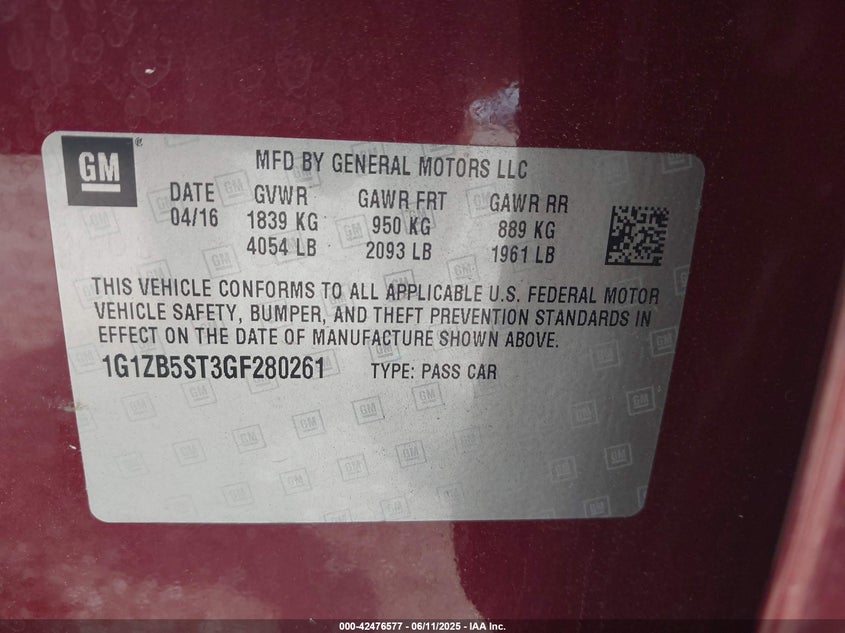 GM
MFD BY GENERAL MOTORS LLC
DATE GVWR GAWR FRT GAWR RR
04/16 1839 KG 950 KG 889 KG
4054 LB 2093 LB 1961 LB
THIS VEHICLE CONFORMS TO ALL APPLICABLE U.S. FEDERAL MOTOR
VEHICLE SAFETY, BUMPER, AND THEFT PREVENTION STANDARDS IN
EFFECT ON THE DATE OF MANUFACTURE SHOWN ABOVE.
1G1ZB5ST3GF280261 TYPE: PASS CAR
000-42476577 - 06/11/2025 - IAA Inc.